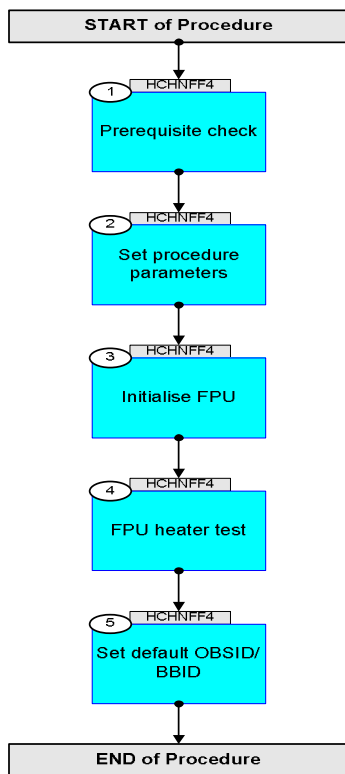 START of Procedure
HCHNFF4
1
Prerequisite check
HCHNFF4
2
Set procedure
parameters
HCHNFF4
3
Initialise FPU
HCHNFF4
4
FPU heater test
HCHNFF4
5
Set default OBSID/
BBID
END of Procedure